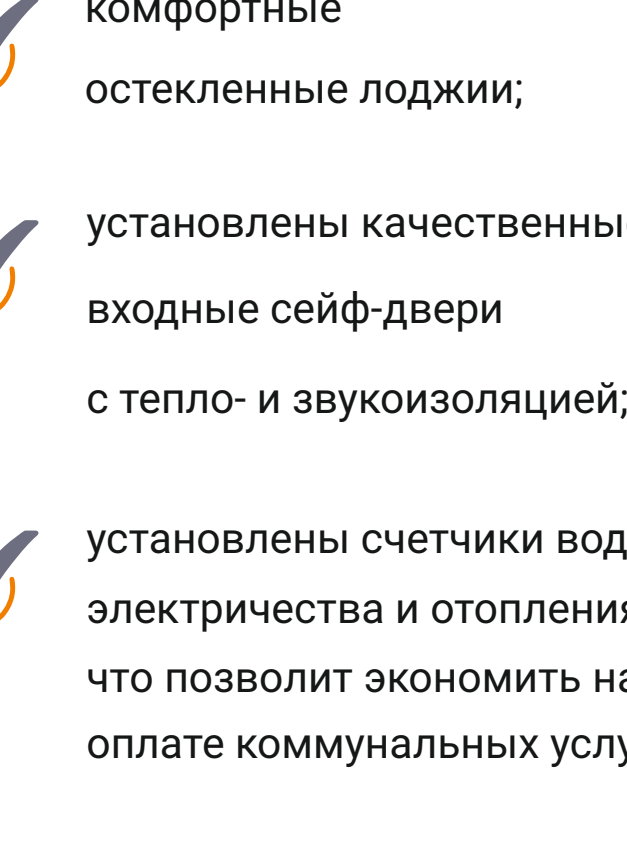 комфортные
остекленные лоджии;
установлены качественные
входные сейф-двери
с тепло- и звукоизоляцией;
установлены счетчики вод
электричества и отопления
что позволит экономить на
оплате коммунальных услу